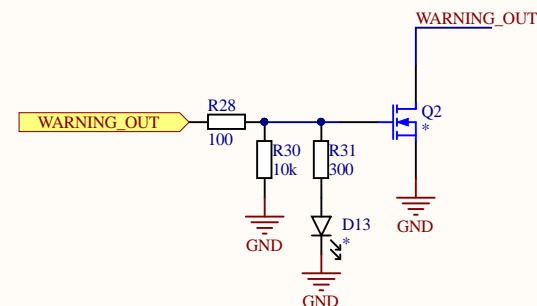 WARNING_OUT
R28
WARNING_OUT
100
Q2
*
R30
10k
R31
300
D13
*
GND
GND
GND